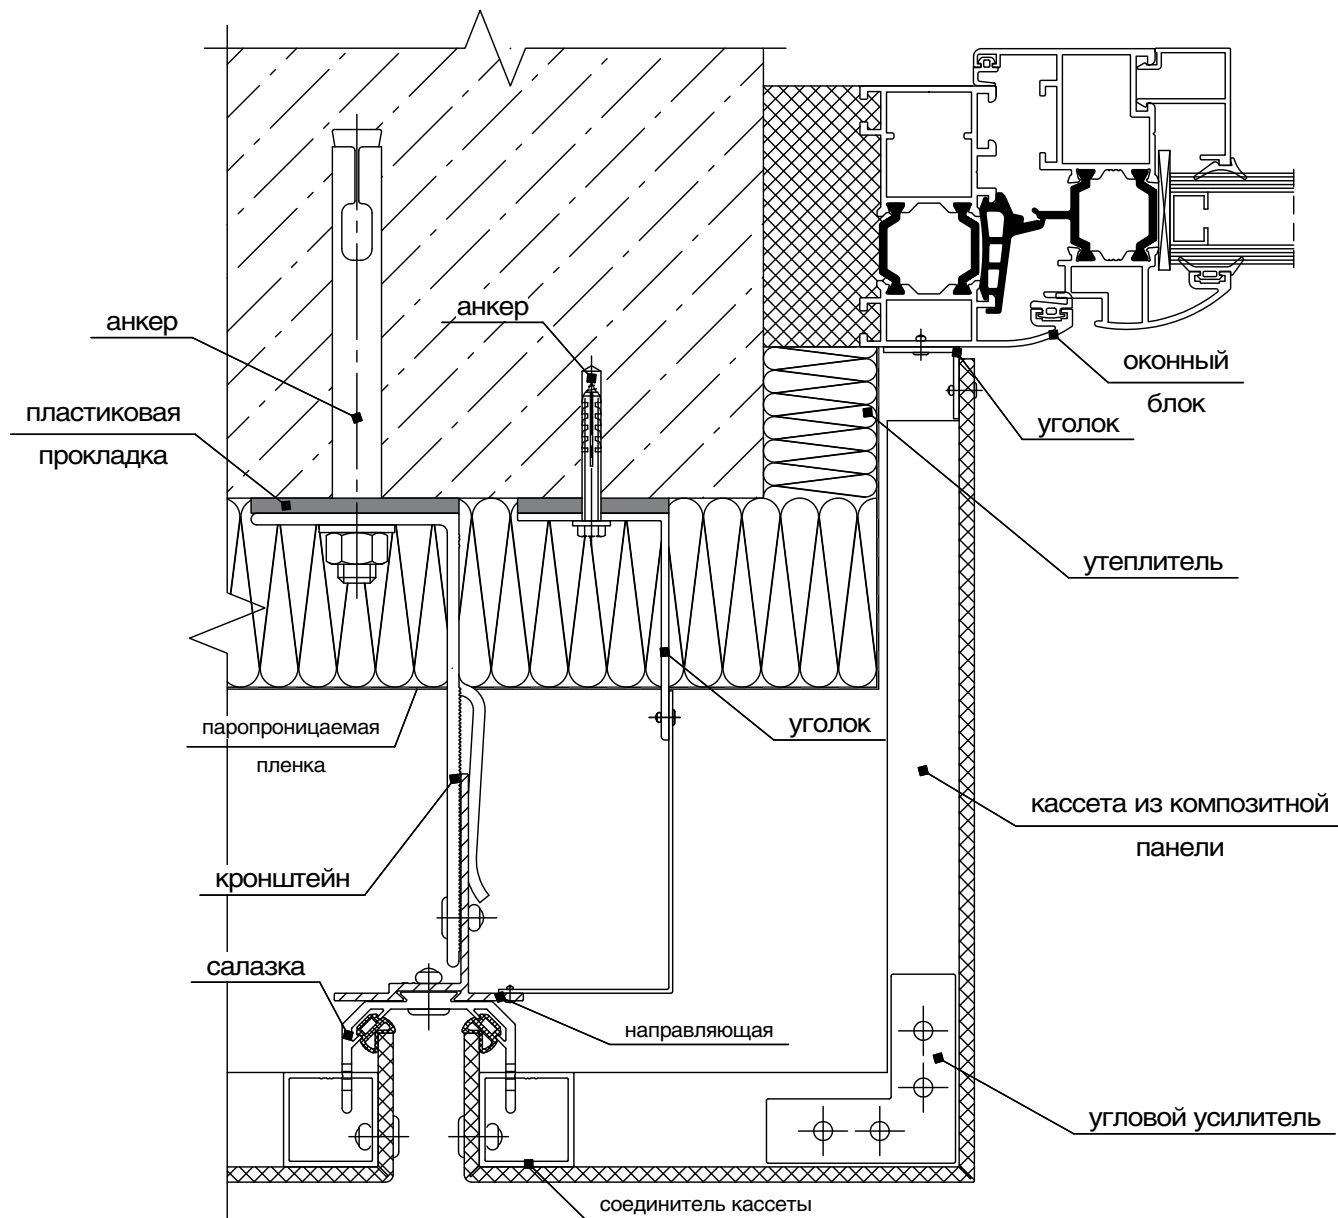 анкер
анкер
пластиковая
прокладка
оконный
блок
уголок
утеплитель
паропроницаемая
пленка
уголок
кассета из композитной
панели
кронштейн
салазка
направляющая
угловой усилитель
соединитель кассеты